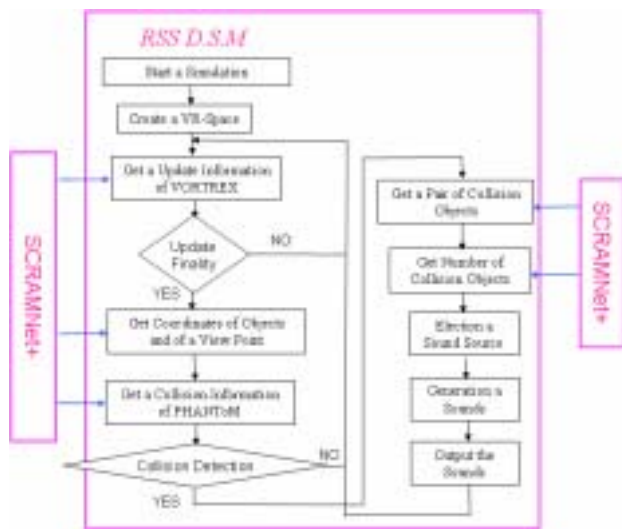 RSS D.S.M
Start a Simulation
Create a VR-Space
Get a Update Information
of VORTREX
Update
Finality
NO
YES
Get Coordinates of Objects
and of a View Point
Get a Collision Information
of PHANToM
Collision Detection
NO
YES
Get a Pair of Collision
Objects
Get Number of
Collision Objects
Election a
Sound Source
Generation a
Sounds
Output the
Sounds
SCRAMNet+
SCRAMNet+